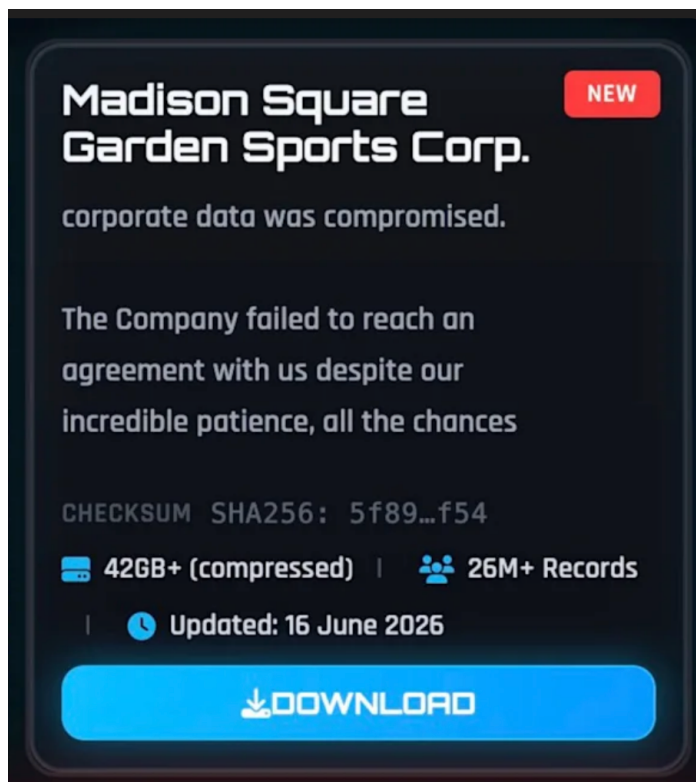 Madison Square
NEW
Garden Sports Corp.
corporate data was compromised.
The Company failed to reach an
agreement with us despite our
incredible patience, all the chances
CHECKSUM SHA256: 5f89…f54
42GB+ (compressed) | 26M+ Records
| Updated: 16 June 2026
DOWNLOAD